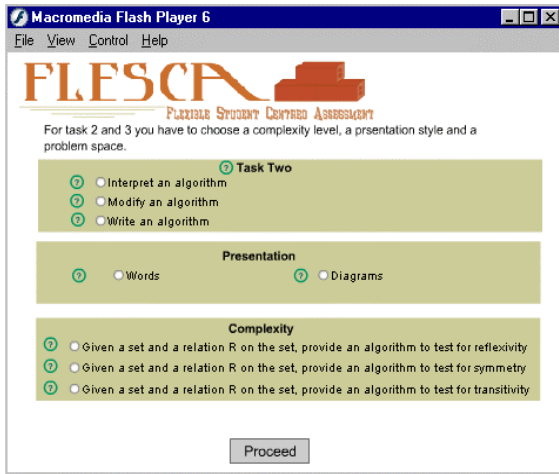 Macromedia Flash Player 6
File View Control Help
FLESCA
Flexible Student Centred Assessment
For task 2 and 3 you have to choose a complexity level, a prsentation style and a
problem space.
? Task Two
? Interpret an algorithm
? Modify an algorithm
? Write an algorithm
Presentation
? Words ? Diagrams
Complexity
? Given a set and a relation R on the set, provide an algorithm to test for reflexivity
? Given a set and a relation R on the set, provide an algorithm to test for symmetry
? Given a set and a relation R on the set, provide an algorithm to test for transitivity
Proceed